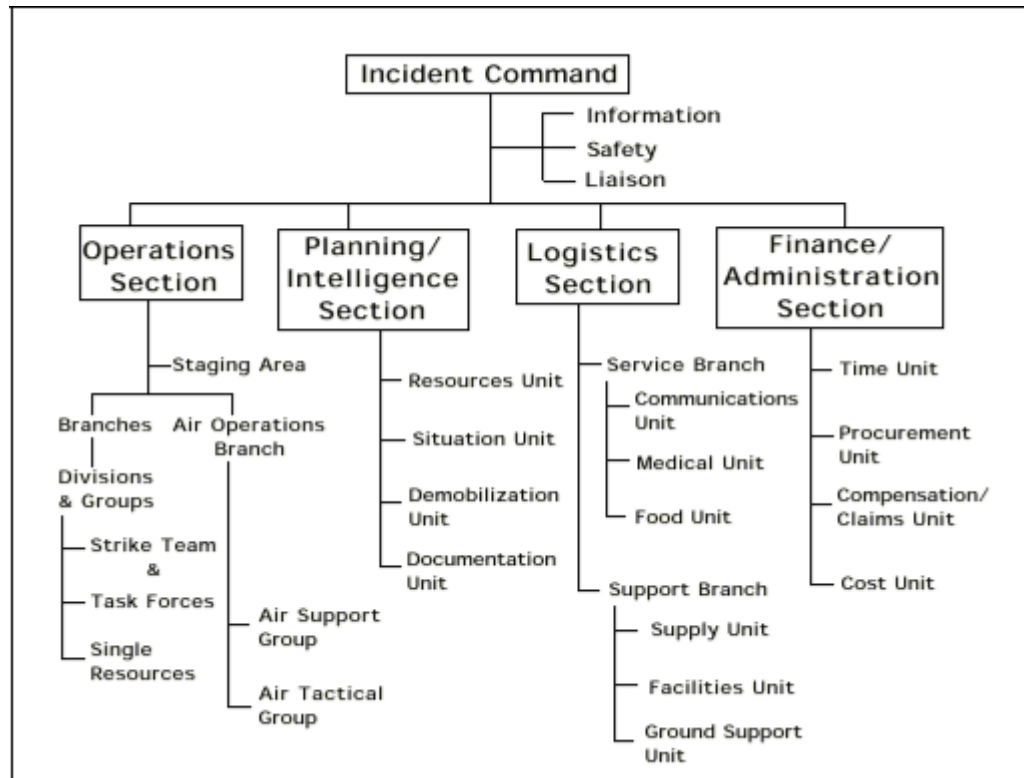 Incident Command
Information
Safety
Liaison
Operations
Section
Planning/
Intelligence
Section
Logistics
Section
Finance/
Administration
Section
Staging Area
Branches
Air Operations
Branch
Divisions
& Groups
Strike Team
&
Task Forces
Single
Resources
Air Support
Group
Air Tactical
Group
Resources Unit
Situation Unit
Demobilization
Unit
Documentation
Unit
Service Branch
Communications
Unit
Medical Unit
Food Unit
Support Branch
Supply Unit
Facilities Unit
Ground Support
Unit
Time Unit
Procurement
Unit
Compensation/
Claims Unit
Cost Unit